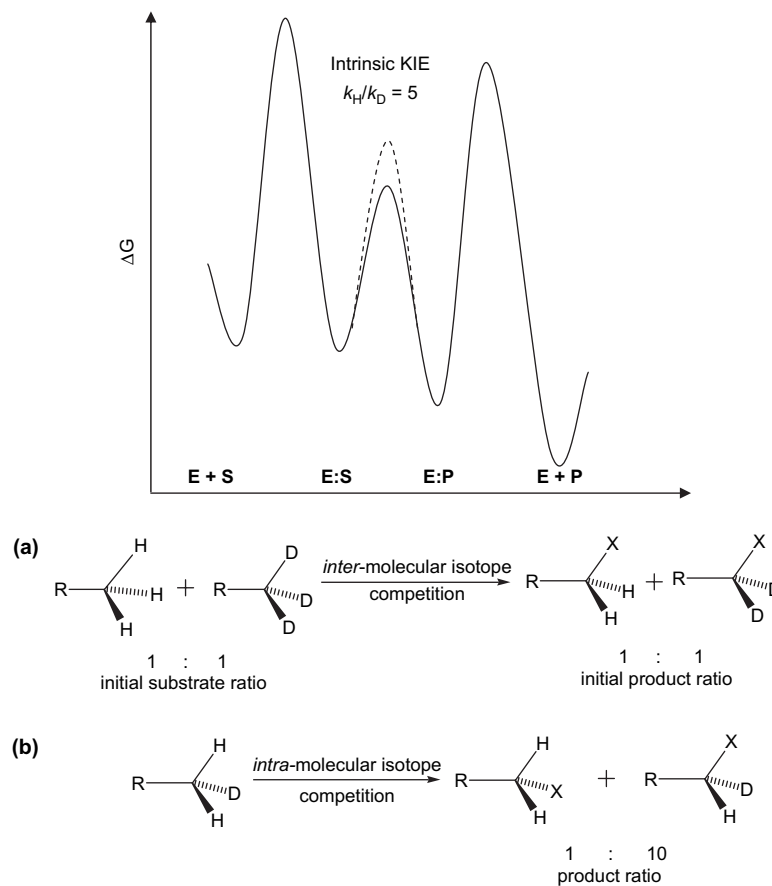 Intrinsic KIE
kH/kD = 5
ΔG
E + S E:S E:P E + P
(a)
H D X X
R H + R D inter-molecular isotope competition R H + R D
H D H D
1 : 1
initial substrate ratio
1 : 1
initial product ratio
(b)
H H X
R D intra-molecular isotope competition R X + R D
H H H
1 : 10
product ratio